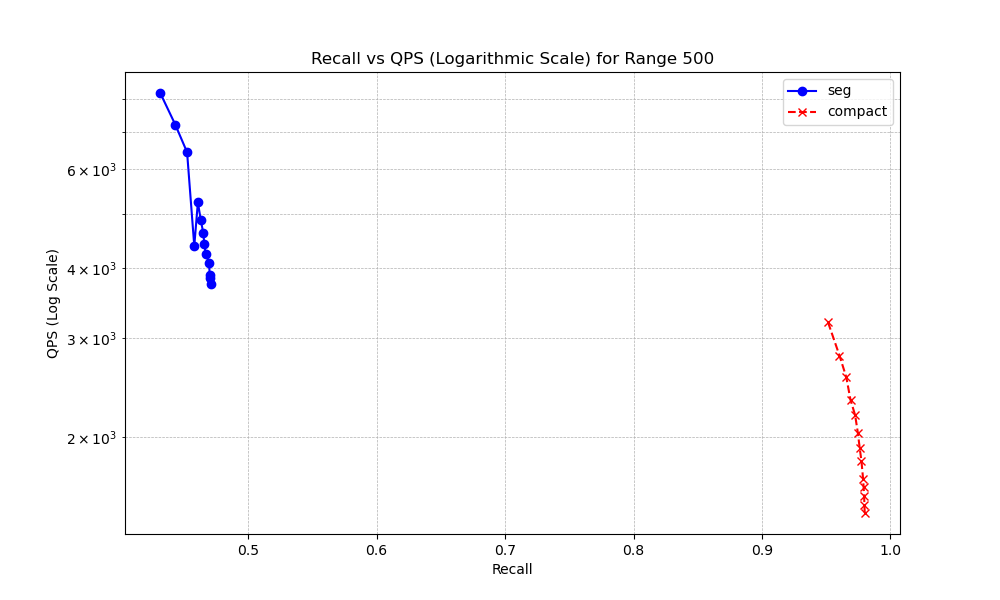 Recall vs QPS (Logarithmic Scale) for Range 500
seg
compact
6 × 10³
4 × 10³
3 × 10³
2 × 10³
QPS (Log Scale)
0.5 0.6 0.7 0.8 0.9 1.0
Recall